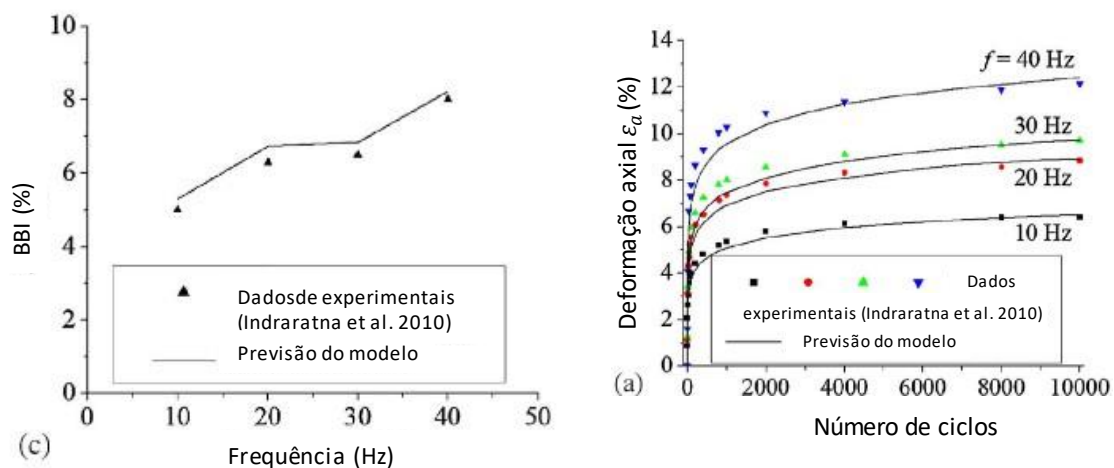 10
8
6
4
2
0
BBI (%)
Dadosde experimentais
(Indraratna et al. 2010)
Previsão do modelo
0 10 20 30 40 50
Frequência (Hz)
(c)
14
12
10
8
6
4
2
0
Deformação axial εa (%)
f = 40 Hz
30 Hz
20 Hz
10 Hz
Dados
experimentais (Indraratna et al. 2010)
Previsão do modelo
0 2000 4000 6000 8000 10000
Número de ciclos
(a)